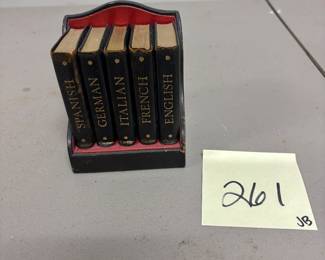 SPANISH
GERMAN
ITALIAN
FRENCH
ENGLISH
261
JB